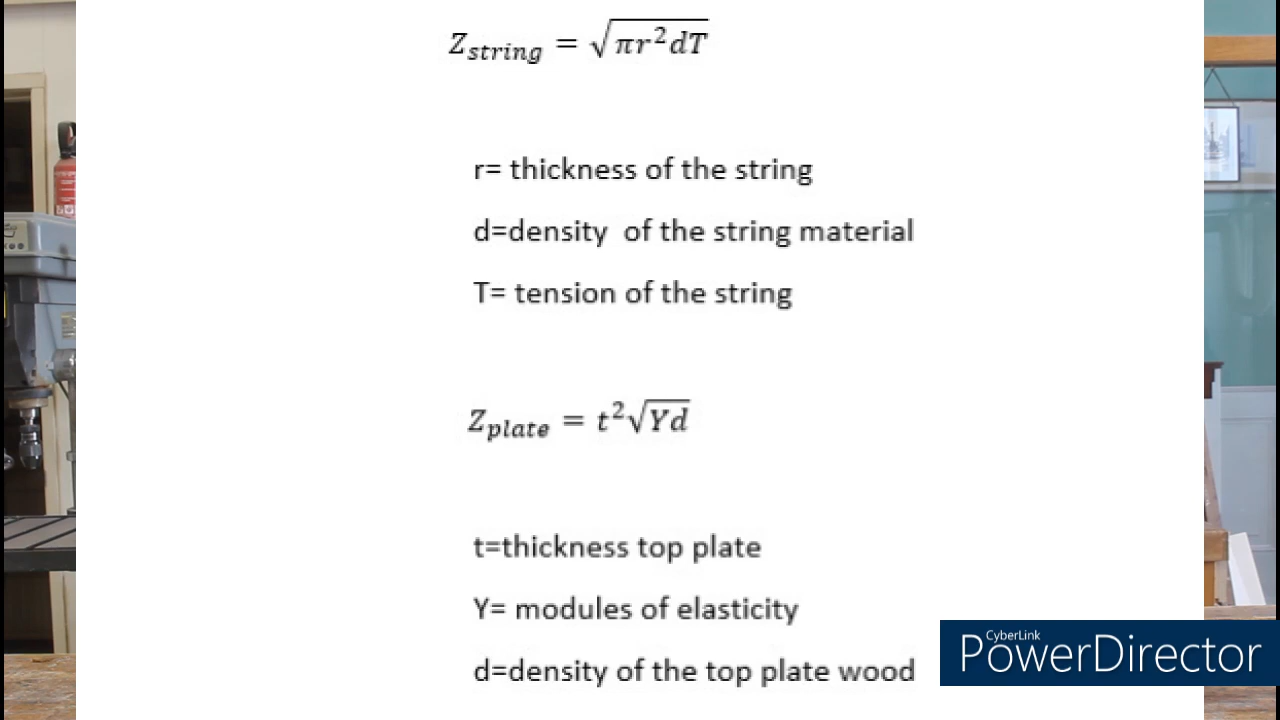 Z_string = √πr²dT
r= thickness of the string
d=density of the string material
T= tension of the string
Z_plate = t²√Yd
t=thickness top plate
Y= modules of elasticity
d=density of the top plate wood
CyberLink
PowerDirector